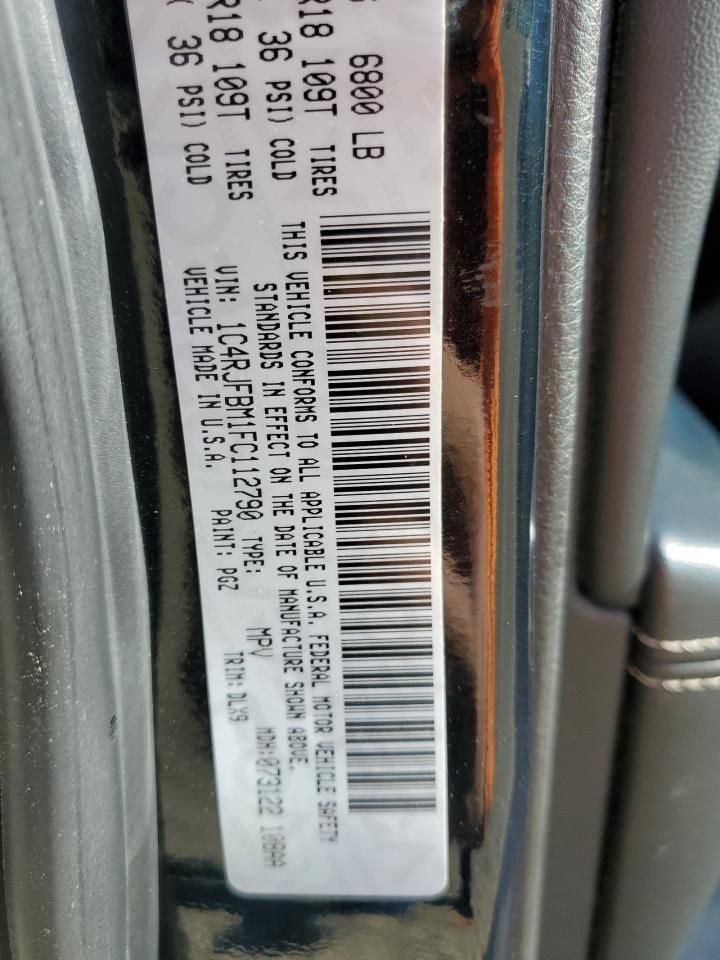 6800 LB
R18 109T TIRES
36 PSI) COLD
R18 109T TIRES
36 PSI) COLD
THIS VEHICLE CONFORMS TO ALL APPLICABLE U.S.A. FEDERAL MOTOR VEHICLE SAFETY
STANDARDS IN EFFECT ON THE DATE OF MANUFACTURE SHOWN ABOVE.
VIN: 1C4RJFBM1FC112790 TYPE: MPV MDH:073122 108AA
VEHICLE MADE IN U.S.A. PAINT: PGZ TRIM: DLX9